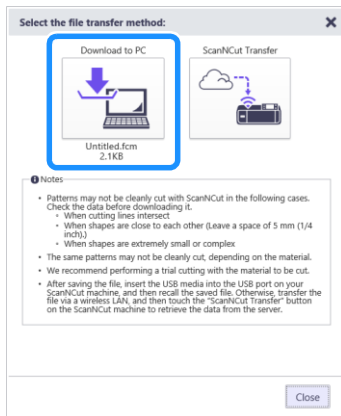 Select the file transfer method:
Download to PC
ScanNCut Transfer
Untitled.fcm
2.1KB
Notes
• Patterns may not be cleanly cut with ScanNCut in the following cases.
Check the data before downloading it.
• When cutting lines intersect
• When shapes are close to each other (Leave a space of 5 mm (1/4
inch).)
• When shapes are extremely small or complex
• The same patterns may not be cleanly cut, depending on the material.
• We recommend performing a trial cutting with the material to be cut.
• After saving the file, insert the USB media into the USB port on your
ScanNCut machine, and then recall the saved file. Otherwise, transfer the
file via a wireless LAN, and then touch the "ScanNCut Transfer" button
on the ScanNCut machine to retrieve the data from the server.
Close